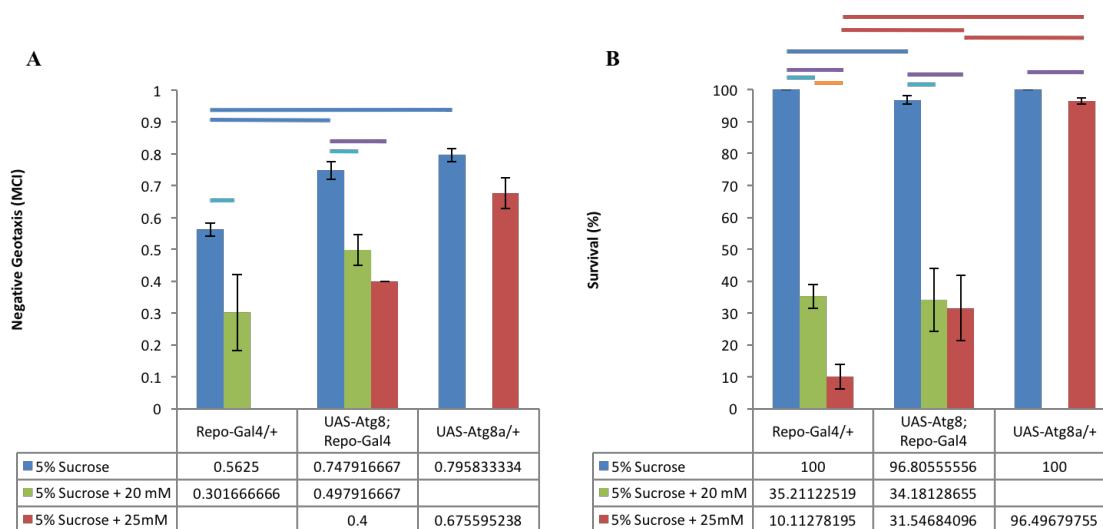 A
Negative Geotaxis (MCI)
1
0.9
0.8
0.7
0.6
0.5
0.4
0.3
0.2
0.1
0
Repo-Gal4/+ UAS-Atg8; Repo-Gal4 UAS-Atg8a/+
5% Sucrose 0.5625 0.747916667 0.795833334
5% Sucrose + 20 mM 0.301666666 0.497916667
5% Sucrose + 25mM 0.4 0.675595238
B
Survival (%)
100
90
80
70
60
50
40
30
20
10
0
Repo-Gal4/+ UAS-Atg8; Repo-Gal4 UAS-Atg8a/+
5% Sucrose 100 96.80555556 100
5% Sucrose + 20 mM 35.21122519 34.18128655
5% Sucrose + 25mM 10.11278195 31.54684096 96.49679755